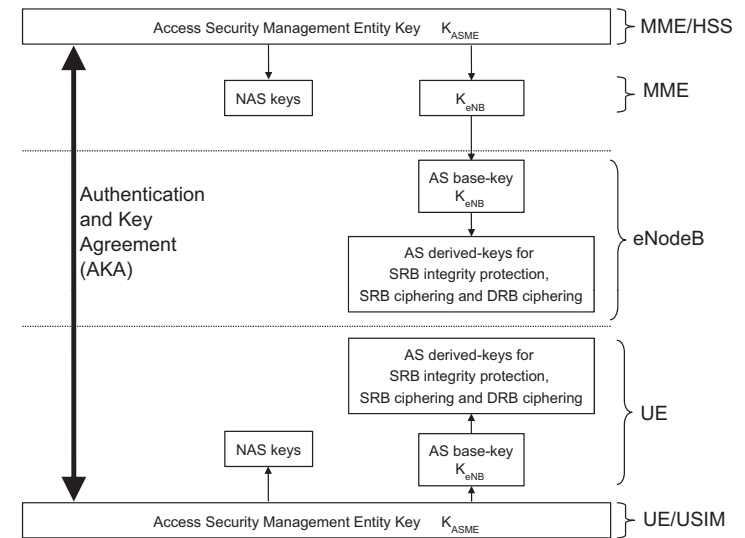 Access Security Management Entity Key K_ASME
MME/HSS
NAS keys
K_eNB
MME
AS base-key
K_eNB
Authentication
and Key
Agreement
(AKA)
AS derived-keys for
SRB integrity protection,
SRB ciphering and DRB ciphering
eNodeB
AS derived-keys for
SRB integrity protection,
SRB ciphering and DRB ciphering
UE
NAS keys
AS base-key
K_eNB
Access Security Management Entity Key K_ASME
UE/USIM